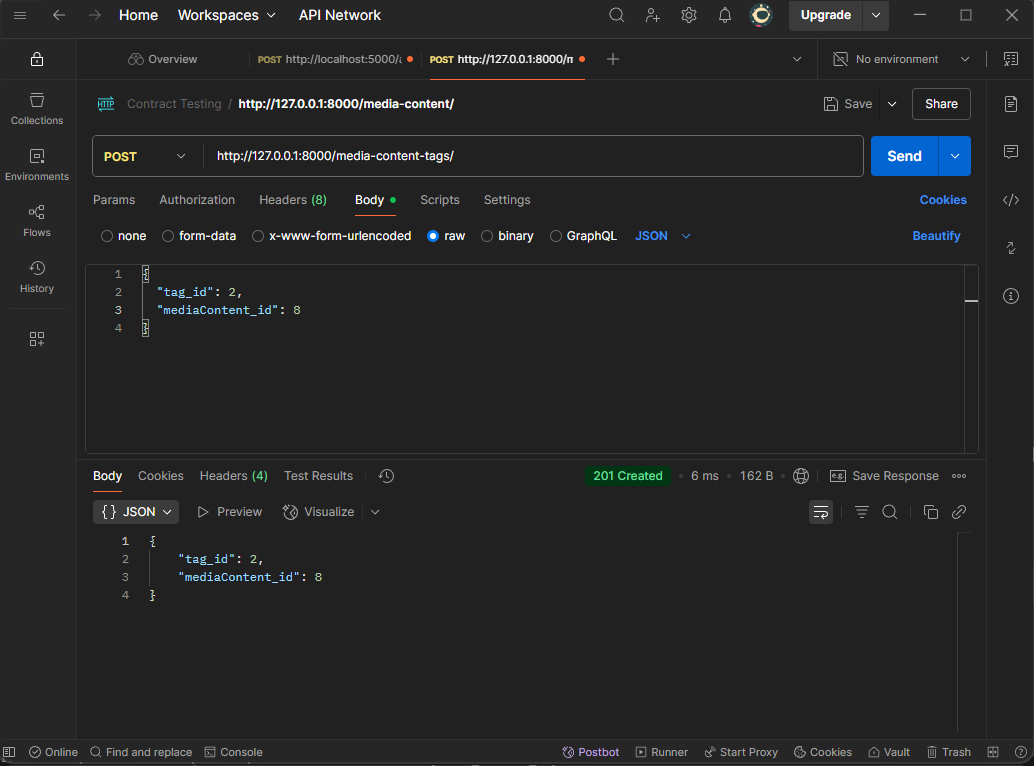 Home Workspaces API Network Upgrade
Overview POST http://localhost:5000/a POST http://127.0.0.1:8000/m No environment
HTTP Contract Testing / http://127.0.0.1:8000/media-content/ Save Share
Collections
Environments
Flows
History
POST http://127.0.0.1:8000/media-content-tags/ Send
Params Authorization Headers (8) Body Scripts Settings Cookies
none form-data x-www-form-urlencoded raw binary GraphQL JSON Beautify
1 {
2 "tag_id": 2,
3 "mediaContent_id": 8
4 }
Body Cookies Headers (4) Test Results 201 Created 6 ms 162 B e.g. Save Response
{} JSON Preview Visualize
1 {
2 "tag_id": 2,
3 "mediaContent_id": 8
4 }
Online Find and replace Console Postbot Runner Start Proxy Cookies Vault Trash